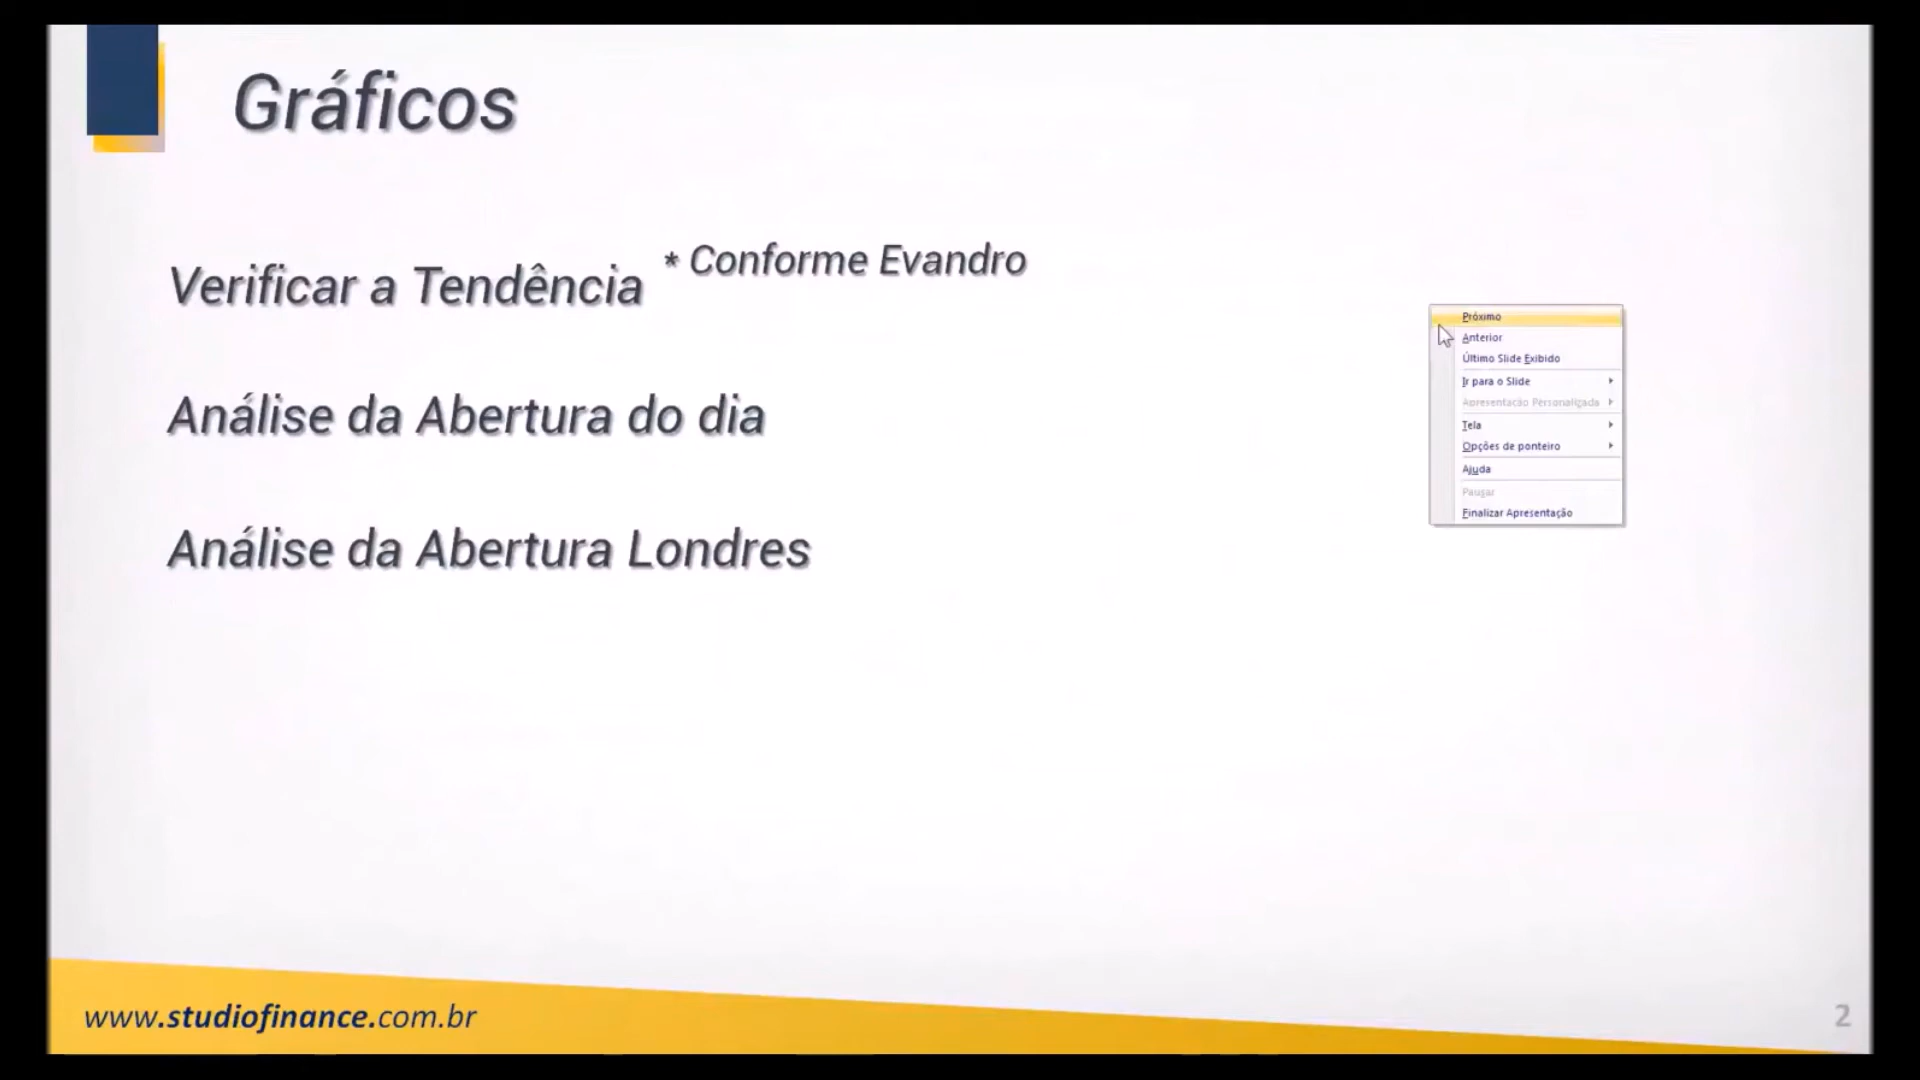 Gráficos
Verificar a Tendência * Conforme Evandro
Análise da Abertura do dia
Análise da Abertura Londres
Próximo
Anterior
Último Slide Exibido
Ir para o Slide
Apresentação Personalizada
Tela
Opções de ponteiro
Ajuda
Pausar
Finalizar Apresentação
www.studiofinance.com.br
2